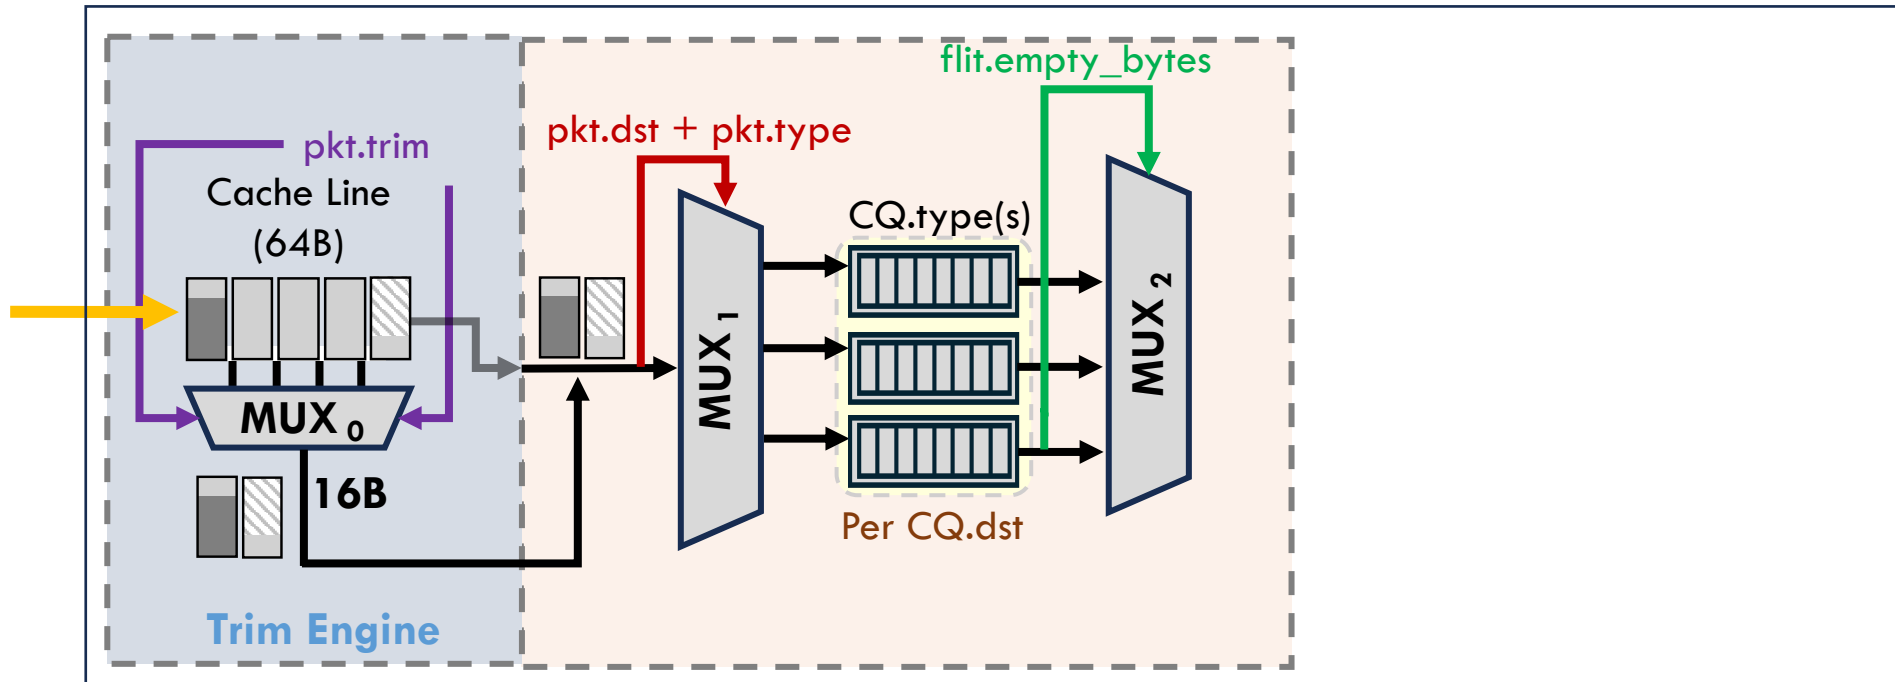 flit.empty_bytes
pkt.dst + pkt.type
pkt.trim
Cache Line
(64B)
CQ.type(s)
MUX 0
MUX 1
MUX 2
16B
Per CQ.dst
Trim Engine